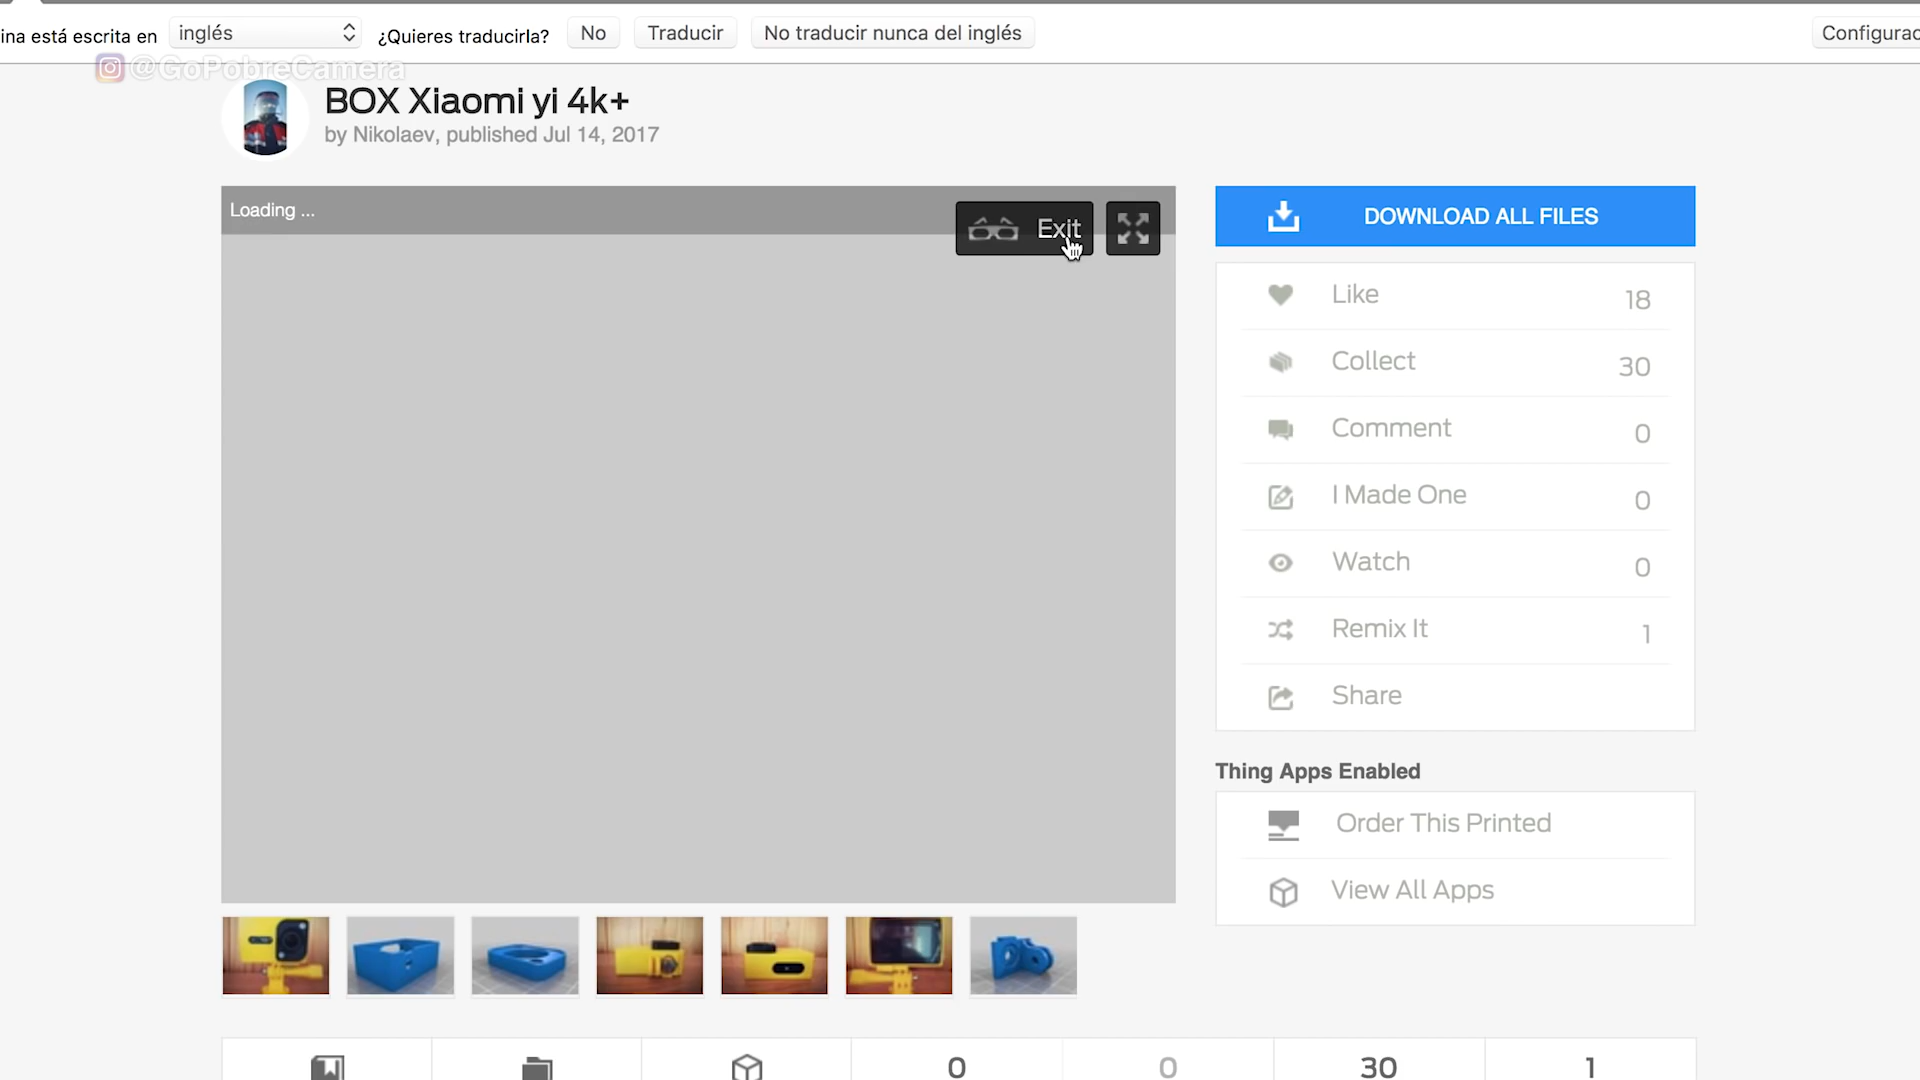 ina está escrita en inglés ¿Quieres traducirla? No Traducir No traducir nunca del inglés Configurac
@GoPobreCamera
BOX Xiaomi yi 4k+
by Nikolaev, published Jul 14, 2017
Loading ...
Exit
DOWNLOAD ALL FILES
Like 18
Collect 30
Comment 0
I Made One 0
Watch 0
Remix It 1
Share
Thing Apps Enabled
Order This Printed
View All Apps
0 0 30 1